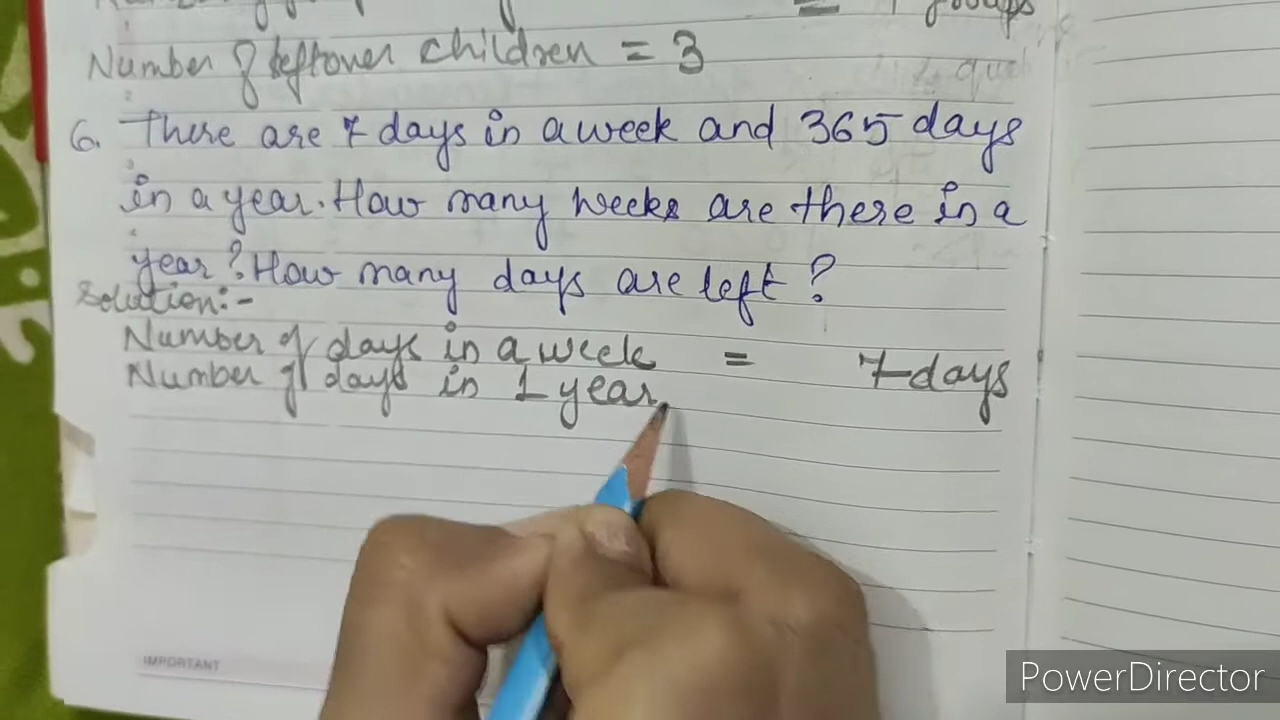 = groups
Number of leftover children = 3
6. There are 7 days in a week and 365 days
in a year. How many weeks are there in a
year? How many days are left?
Solution:-
Number of days in a week = 7 days
Number of days in 1 year
IMPORTANT
PowerDirector